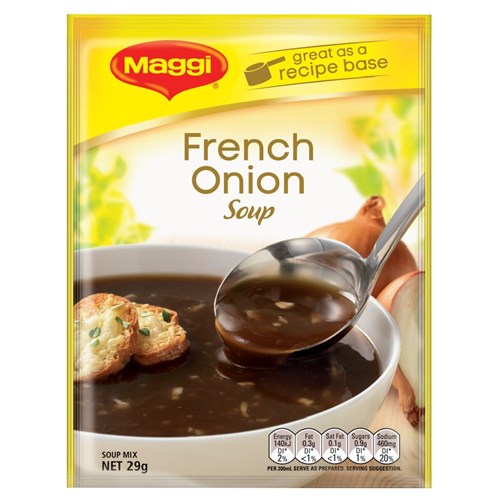 Maggi®
great as a
recipe base
French
Onion
Soup
Energy
140kJ
DI*
2%
Fat
0.3g
DI*
<1%
Sat Fat
0.1g
DI*
<1%
Sugars
0.9g
DI*
1%
Sodium
460mg
DI*
20%
PER 200mL SERVE AS PREPARED. SERVING SUGGESTION.
SOUP MIX
NET 29g